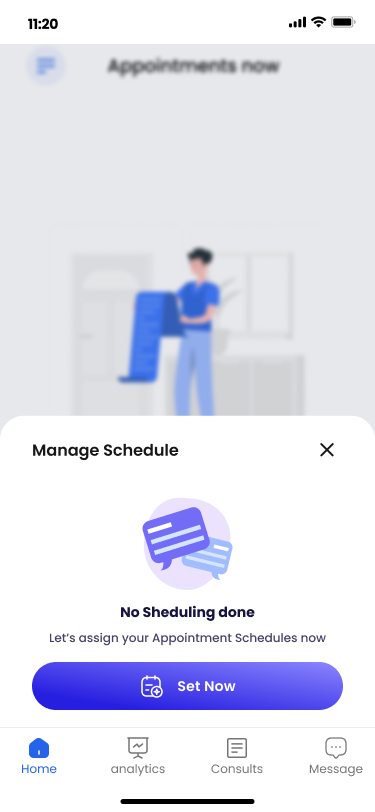 11:20
Appointments now
Manage Schedule
No Sheduling done
Let’s assign your Appointment Schedules now
Set Now
Home
analytics
Consults
Message